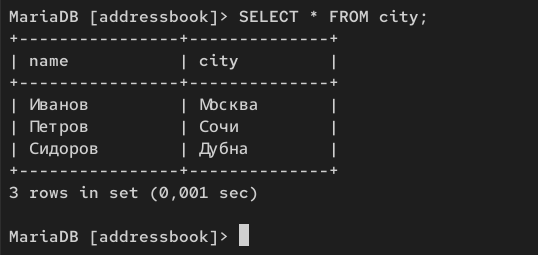 MariaDB [addressbook]> SELECT * FROM city;
+----------------+--------------+
| name           | city         |
+----------------+--------------+
| Иванов         | Москва       |
| Петров         | Сочи         |
| Сидоров        | Дубна        |
+----------------+--------------+
3 rows in set (0,001 sec)
MariaDB [addressbook]>